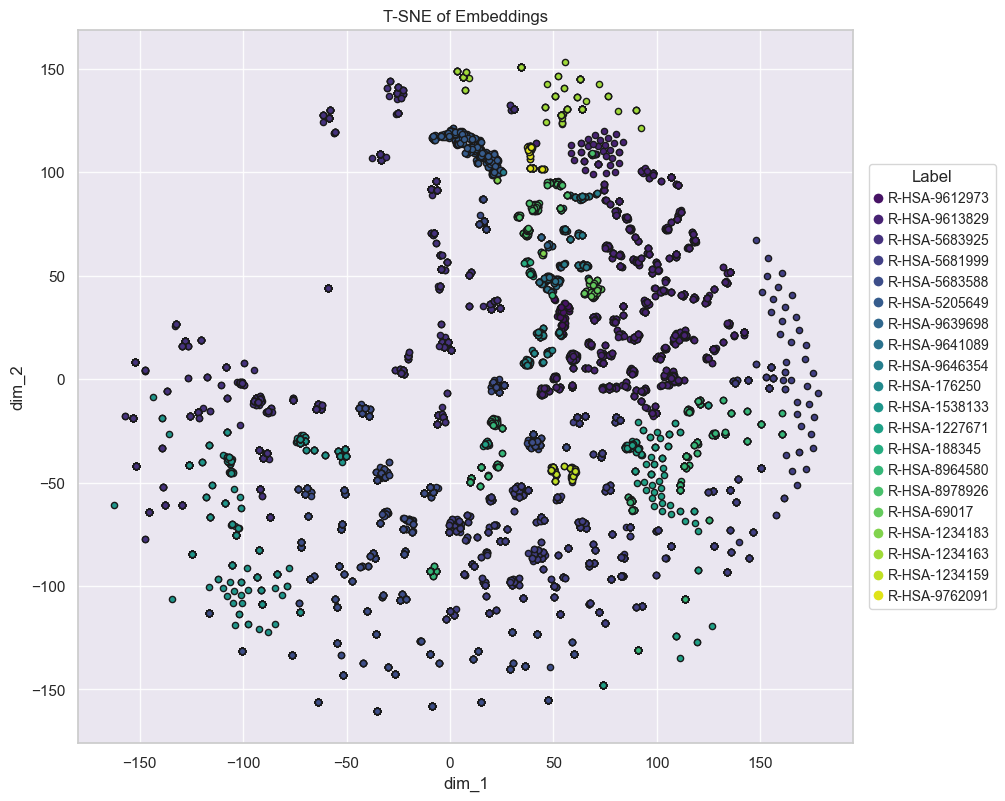 T-SNE of Embeddings
150
100
50
0
−50
−100
−150
dim_2
−150
−100
−50
0
50
100
150
dim_1
Label
R-HSA-9612973
R-HSA-9613829
R-HSA-5683925
R-HSA-5681999
R-HSA-5683588
R-HSA-5205649
R-HSA-9639698
R-HSA-9641089
R-HSA-9646354
R-HSA-176250
R-HSA-1538133
R-HSA-1227671
R-HSA-188345
R-HSA-8964580
R-HSA-8978926
R-HSA-69017
R-HSA-1234183
R-HSA-1234163
R-HSA-1234159
R-HSA-9762091